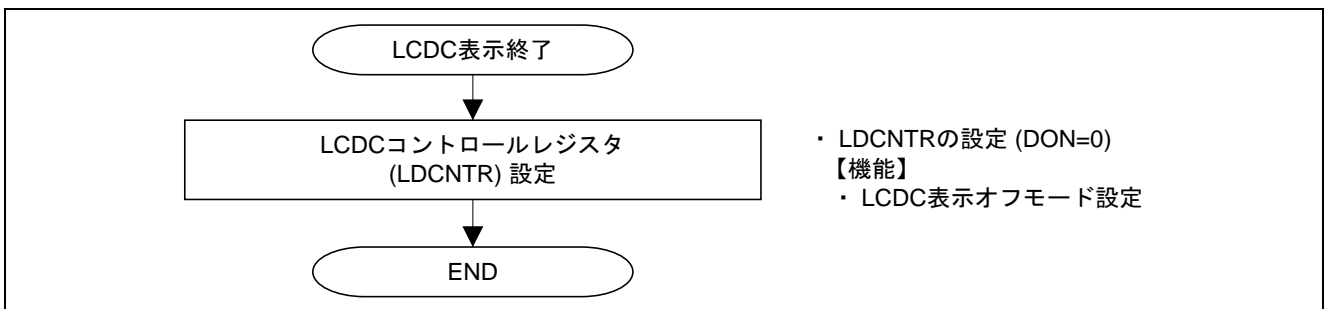 LCDC表示終了
LCDCコントロールレジスタ
(LDCNTR) 設定
・ LDCNTRの設定 (DON=0)
【機能】
・ LCDC表示オフモード設定
END